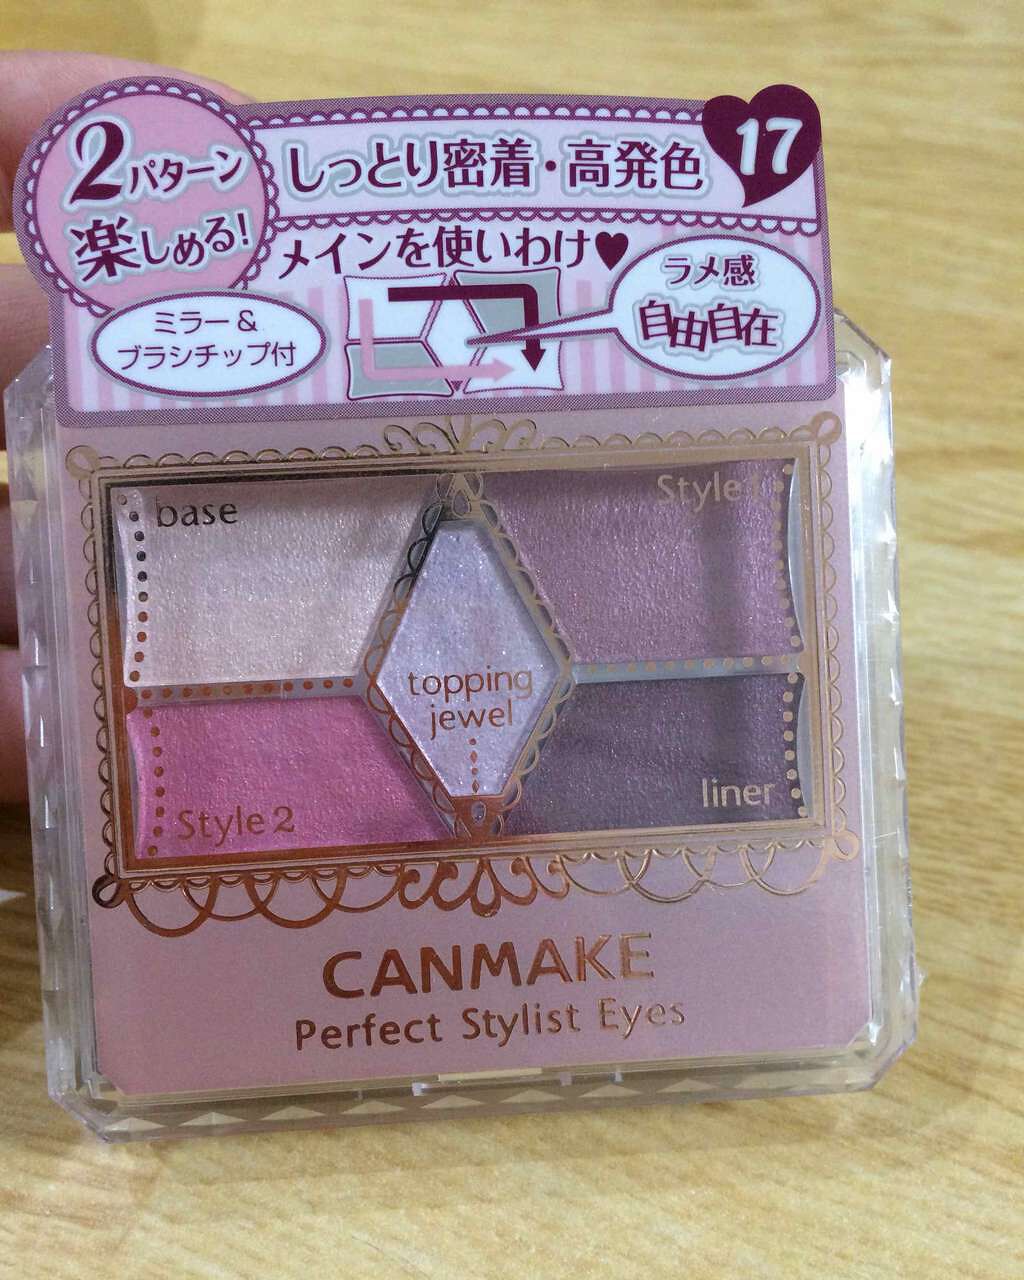 2パターン
楽しめる!
しっとり密着・高発色
17
メインを使いわけ♥
ミラー&
ブラシチップ付
ラメ感
自由自在
base
Style1
topping
jewel
Style2
liner
CANMAKE
Perfect Stylist Eyes